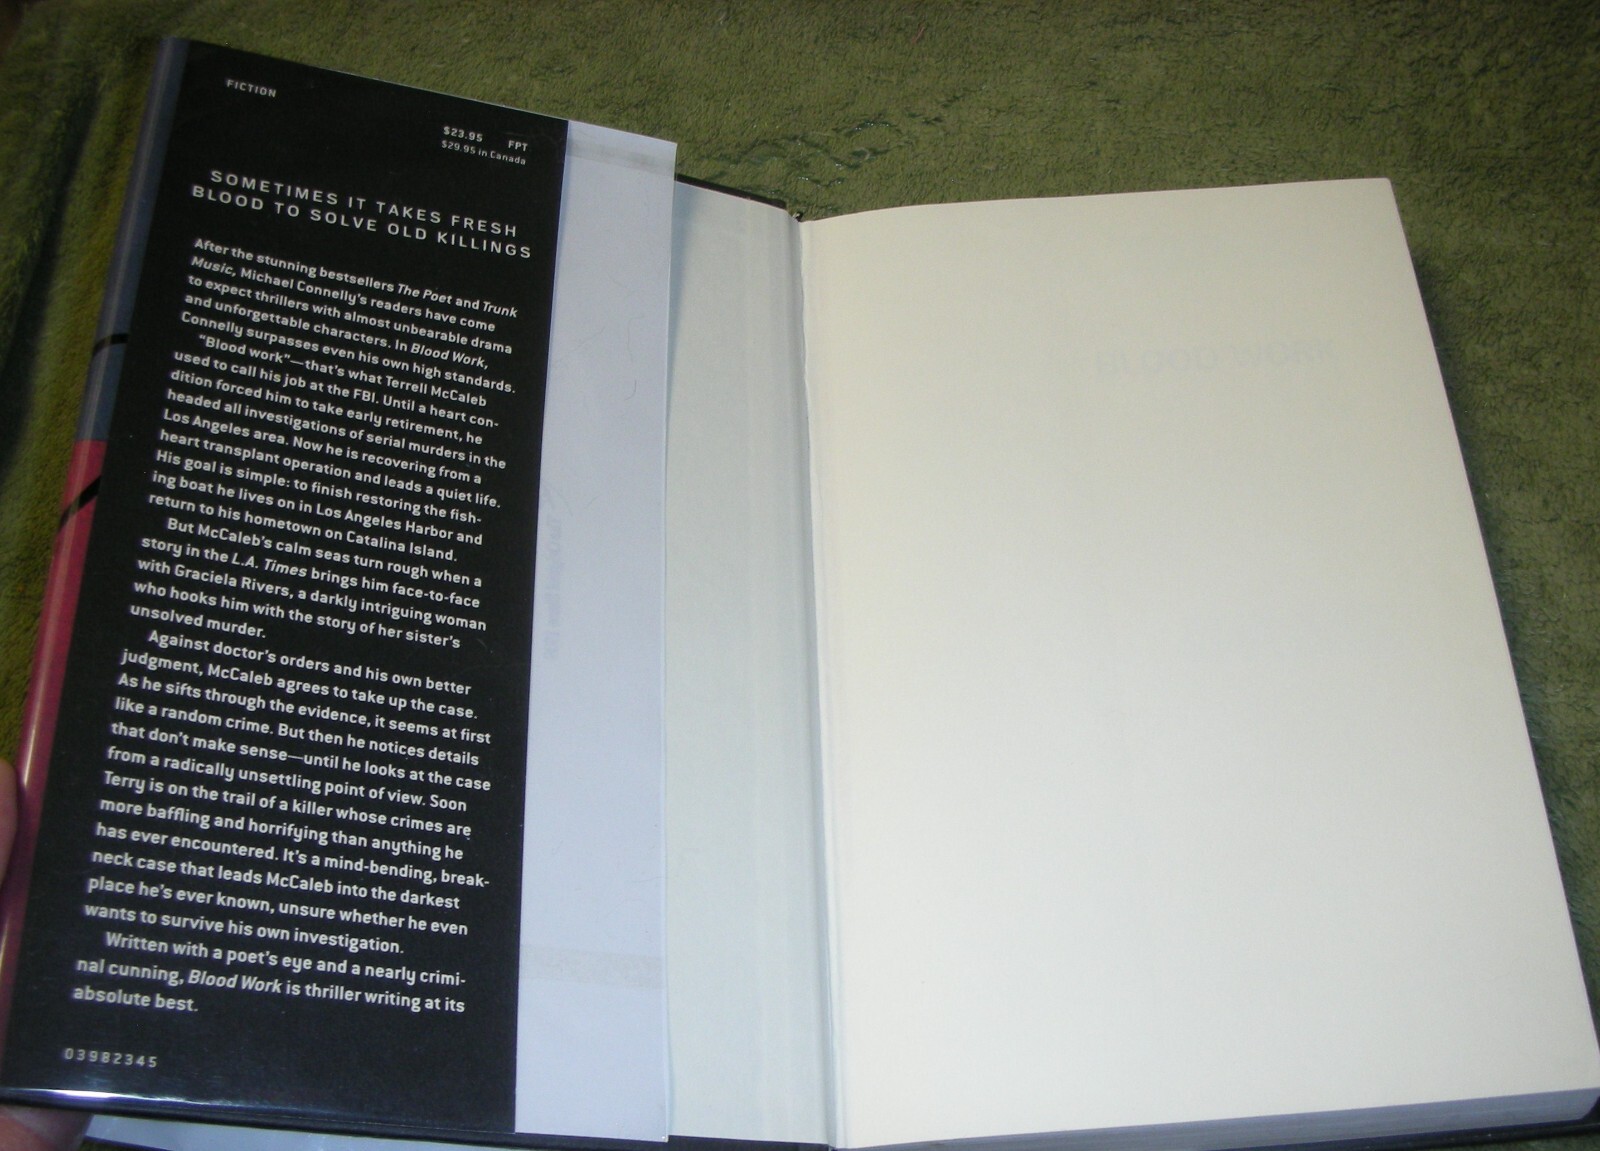 FICTION
$23.95 FPT
$29.95 in Canada
SOMETIMES IT TAKES FRESH
BLOOD TO SOLVE OLD KILLINGS
After the stunning bestsellers The Poet and Trunk
Music, Michael Connelly's readers have come
to expect thrillers with almost unbearable drama
and unforgettable characters. In Blood Work,
Connelly surpasses even his own high standards.
"Blood work"—that's what Terrell McCaleb
used to call his job at the FBI. Until a heart con-
dition forced him to take early retirement, he
headed all investigations of serial murders in the
Los Angeles area. Now he is recovering from a
heart transplant operation and leads a quiet life.
His goal is simple: to finish restoring the fish-
ing boat he lives on in Los Angeles Harbor and
return to his hometown on Catalina Island.
But McCaleb's calm seas turn rough when a
story in the L.A. Times brings him face-to-face
with Graciela Rivers, a darkly intriguing woman
who hooks him with the story of her sister's
unsolved murder.
Against doctor's orders and his own better
judgment, McCaleb agrees to take up the case.
As he sifts through the evidence, it seems at first
like a random crime. But then he notices details
that don't make sense—until he looks at the case
from a radically unsettling point of view. Soon
Terry is on the trail of a killer whose crimes are
more baffling and horrifying than anything he
has ever encountered. It's a mind-bending, break-
neck case that leads McCaleb into the darkest
place he's ever known, unsure whether he even
wants to survive his own investigation.
Written with a poet's eye and a nearly crimi-
nal cunning, Blood Work is thriller writing at its
absolute best.
03982345